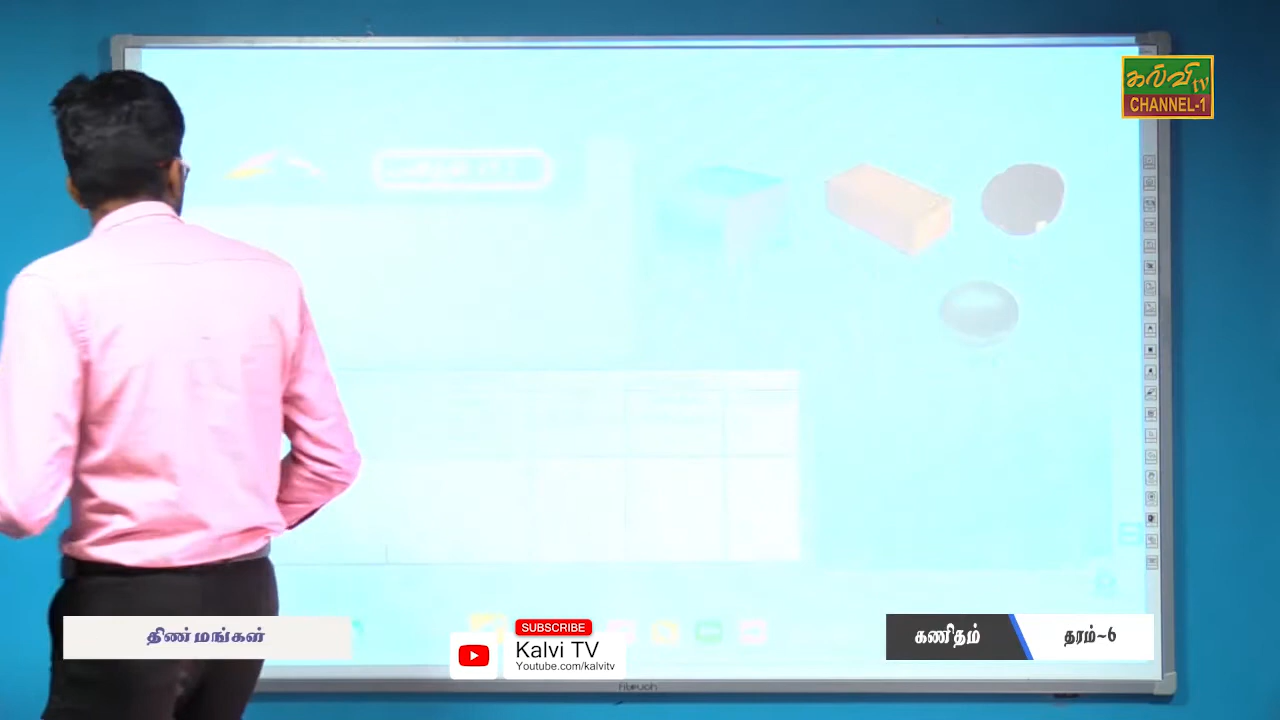 கல்வி tv
CHANNEL-1
திண்மங்கள்
SUBSCRIBE
Kalvi TV
Youtube.com/kalvitv
கணிதம்
தரம்-6